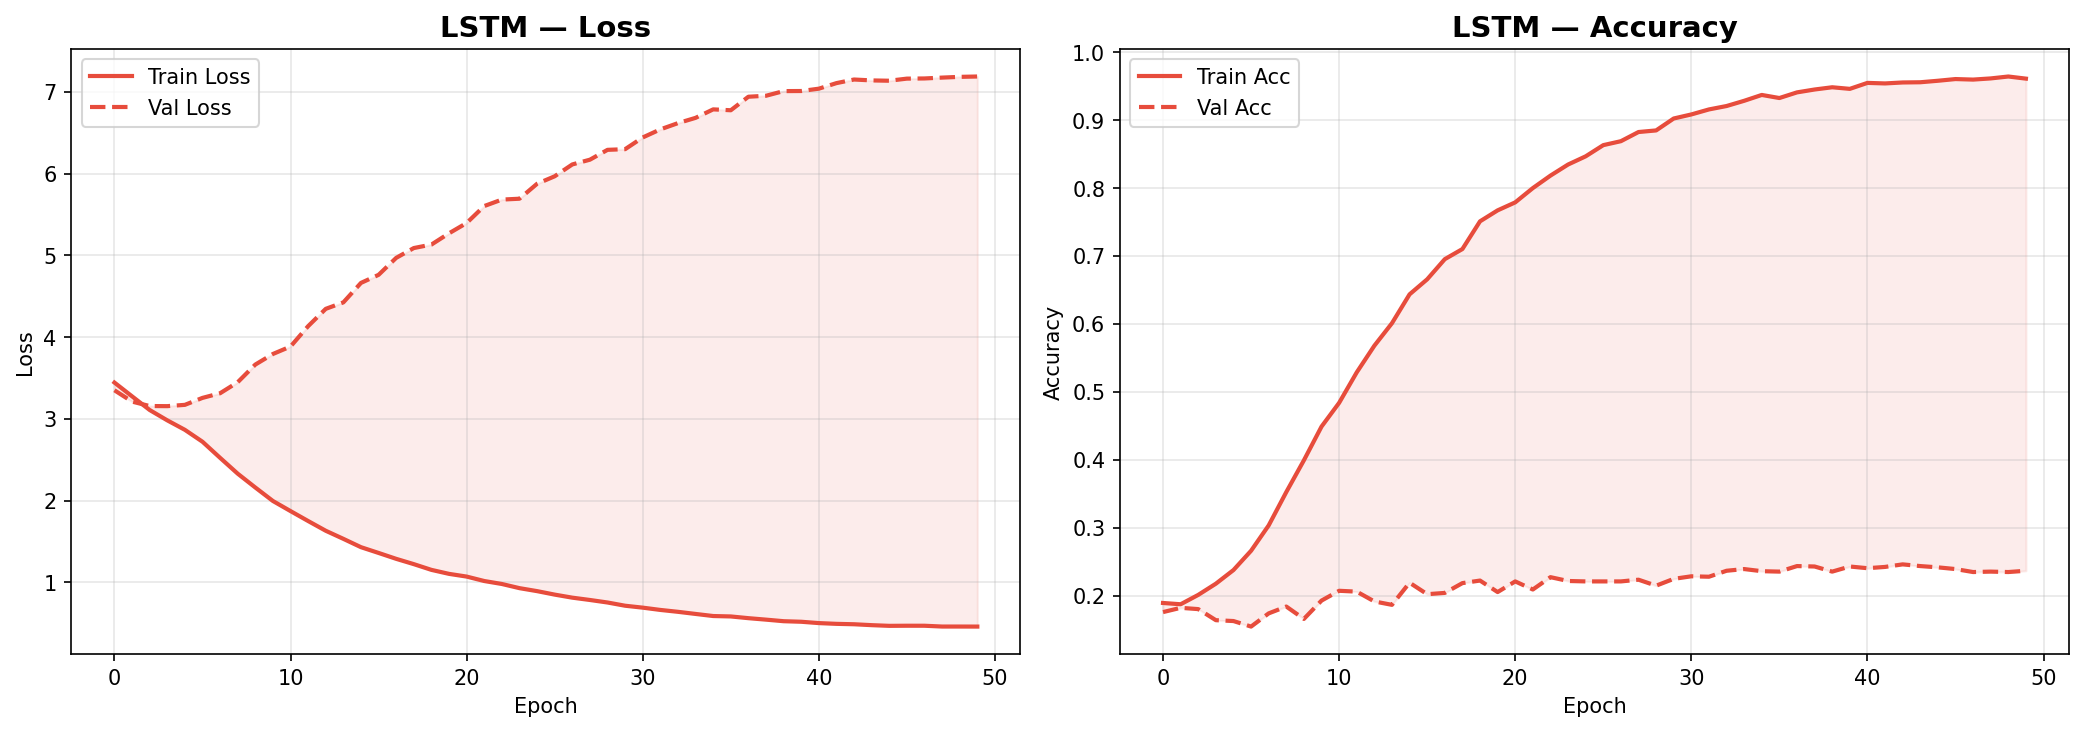 LSTM — Loss
Train Loss
Val Loss
7
6
5
4
3
2
1
Loss
0 10 20 30 40 50
Epoch
LSTM — Accuracy
Train Acc
Val Acc
1.0
0.9
0.8
0.7
0.6
0.5
0.4
0.3
0.2
Accuracy
0 10 20 30 40 50
Epoch